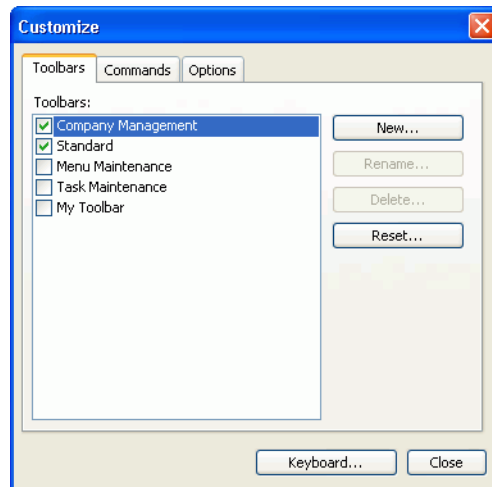 Customize
Toolbars Commands Options
Toolbars:
Company Management
Standard
Menu Maintenance
Task Maintenance
My Toolbar
New...
Rename...
Delete...
Reset...
Keyboard... Close